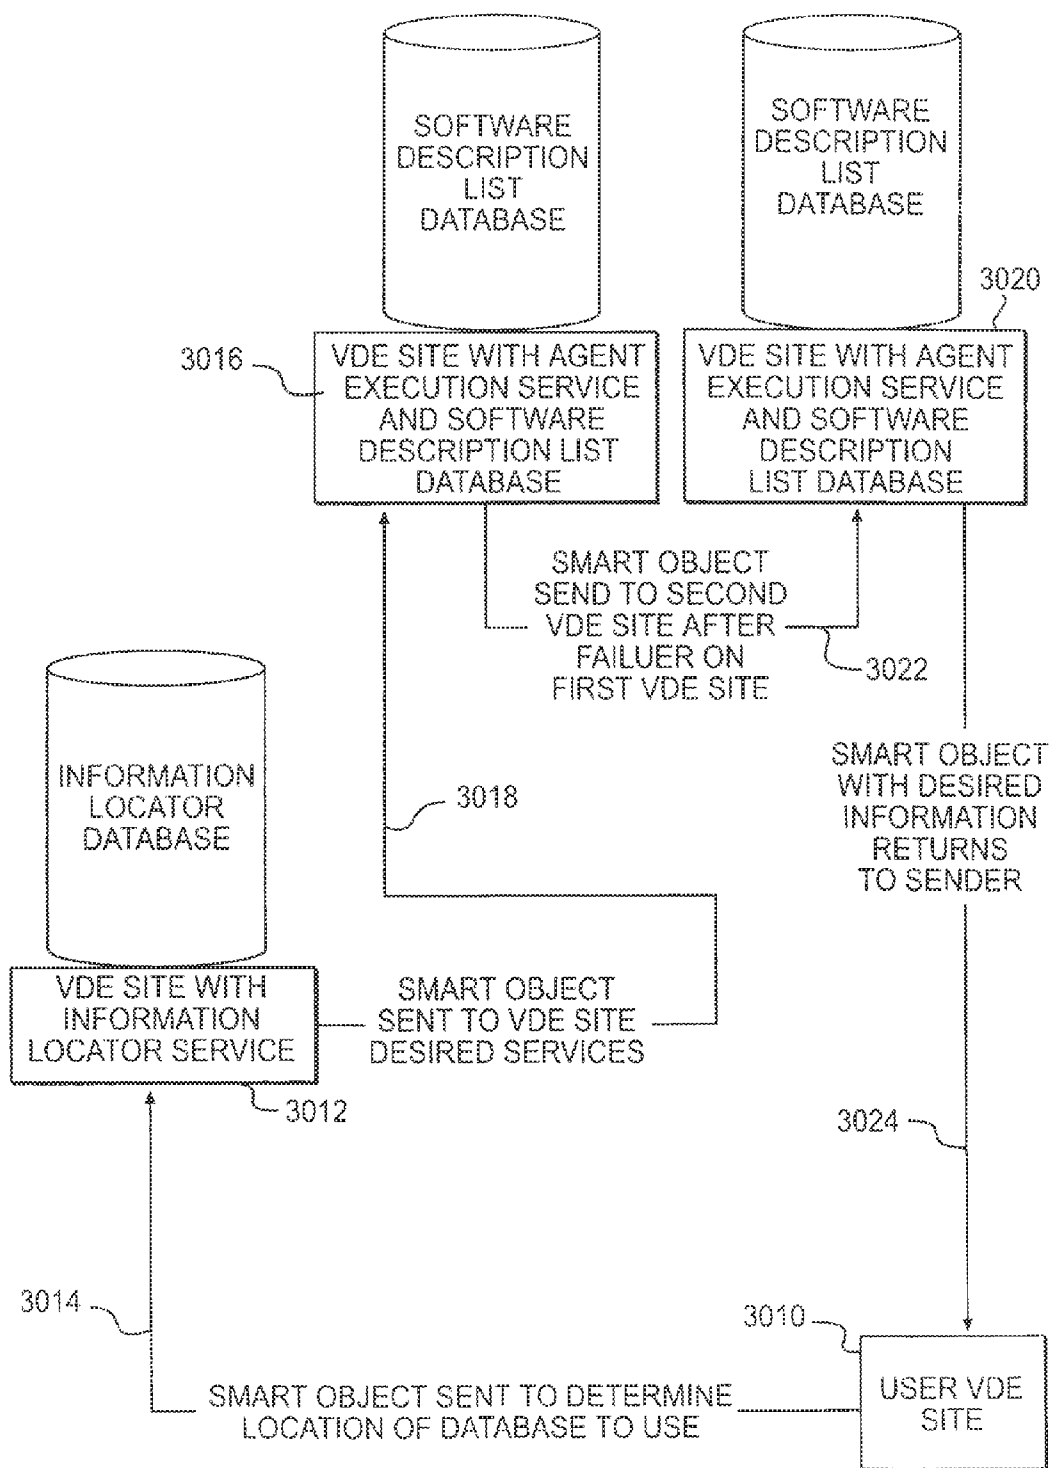 SOFTWARE
DESCRIPTION
LIST
DATABASE
SOFTWARE
DESCRIPTION
LIST
DATABASE
3016
VDE SITE WITH AGENT
EXECUTION SERVICE
AND SOFTWARE
DESCRIPTION LIST
DATABASE
3020
VDE SITE WITH AGENT
EXECUTION SERVICE
AND SOFTWARE
DESCRIPTION
LIST DATABASE
SMART OBJECT
SEND TO SECOND
VDE SITE AFTER
FAILUER ON
FIRST VDE SITE
3022
INFORMATION
LOCATOR
DATABASE
3018
SMART OBJECT
WITH DESIRED
INFORMATION
RETURNS
TO SENDER
VDE SITE WITH
INFORMATION
LOCATOR SERVICE
SMART OBJECT
SENT TO VDE SITE
DESIRED SERVICES
3012
3024
3014
3010
SMART OBJECT SENT TO DETERMINE
LOCATION OF DATABASE TO USE
USER VDE
SITE